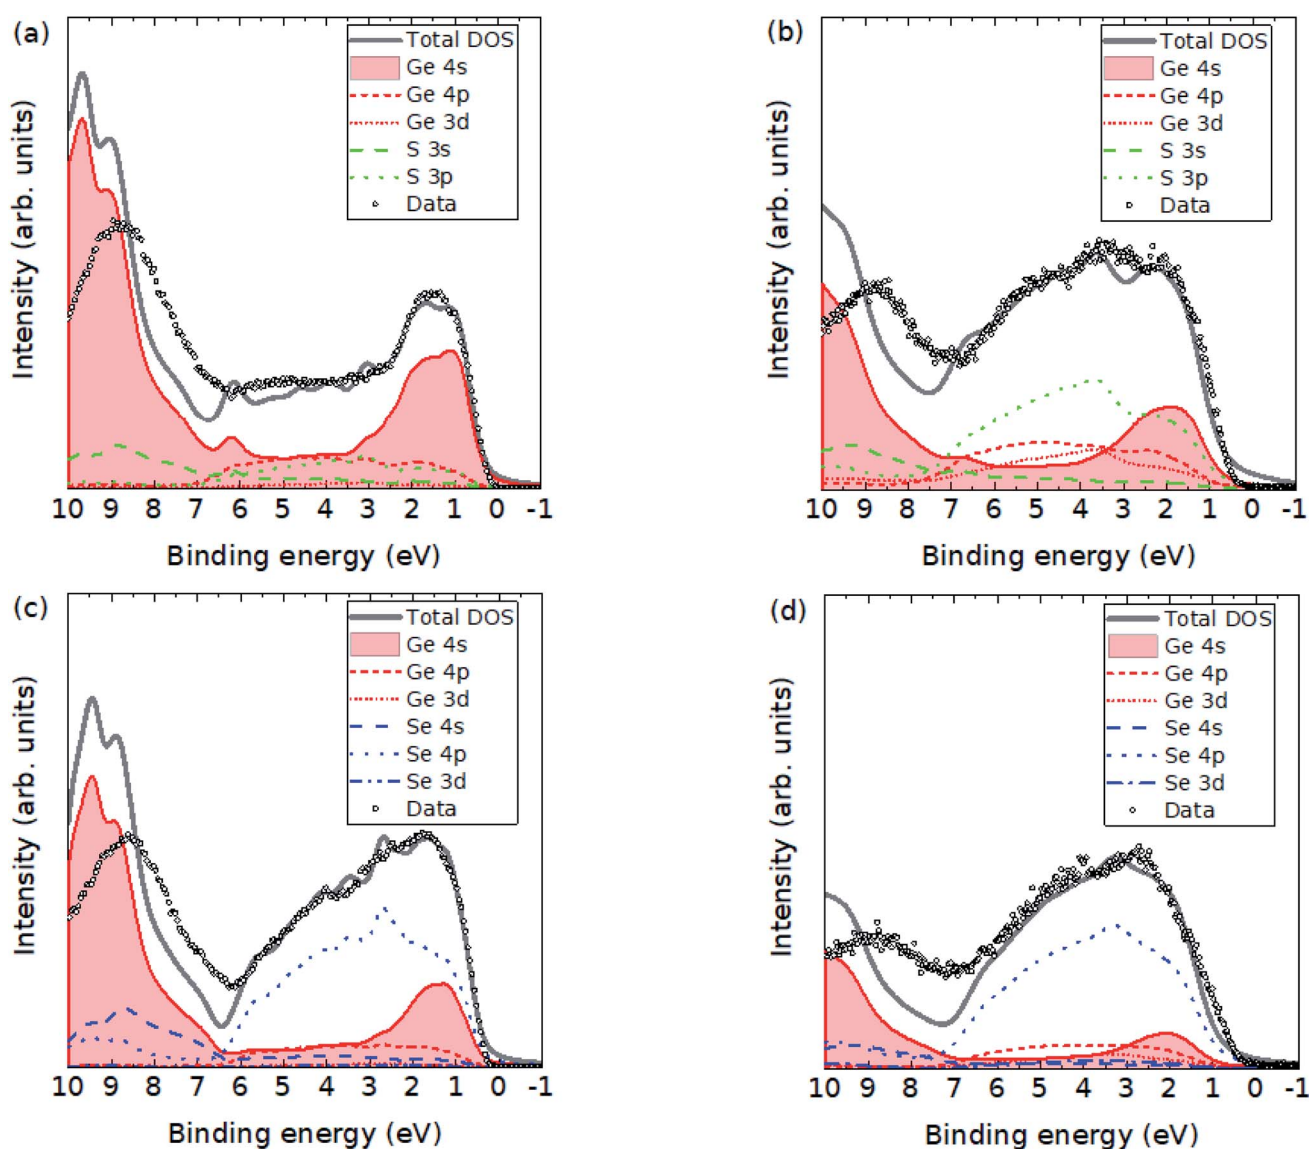 (a)
Total DOS
Ge 4s
Ge 4p
Ge 3d
S 3s
S 3p
Data
Intensity (arb. units)
10 9 8 7 6 5 4 3 2 1 0 -1
Binding energy (eV)
(b)
Total DOS
Ge 4s
Ge 4p
Ge 3d
S 3s
S 3p
Data
Intensity (arb. units)
10 9 8 7 6 5 4 3 2 1 0 -1
Binding energy (eV)
(c)
Total DOS
Ge 4s
Ge 4p
Ge 3d
Se 4s
Se 4p
Se 3d
Data
Intensity (arb. units)
10 9 8 7 6 5 4 3 2 1 0 -1
Binding energy (eV)
(d)
Total DOS
Ge 4s
Ge 4p
Ge 3d
Se 4s
Se 4p
Se 3d
Data
Intensity (arb. units)
10 9 8 7 6 5 4 3 2 1 0 -1
Binding energy (eV)